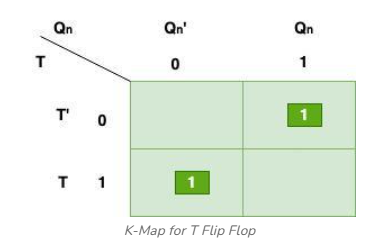 Qn Qn' Qn
T 0 1
T' 0 1
T 1 1
K-Map for T Flip Flop